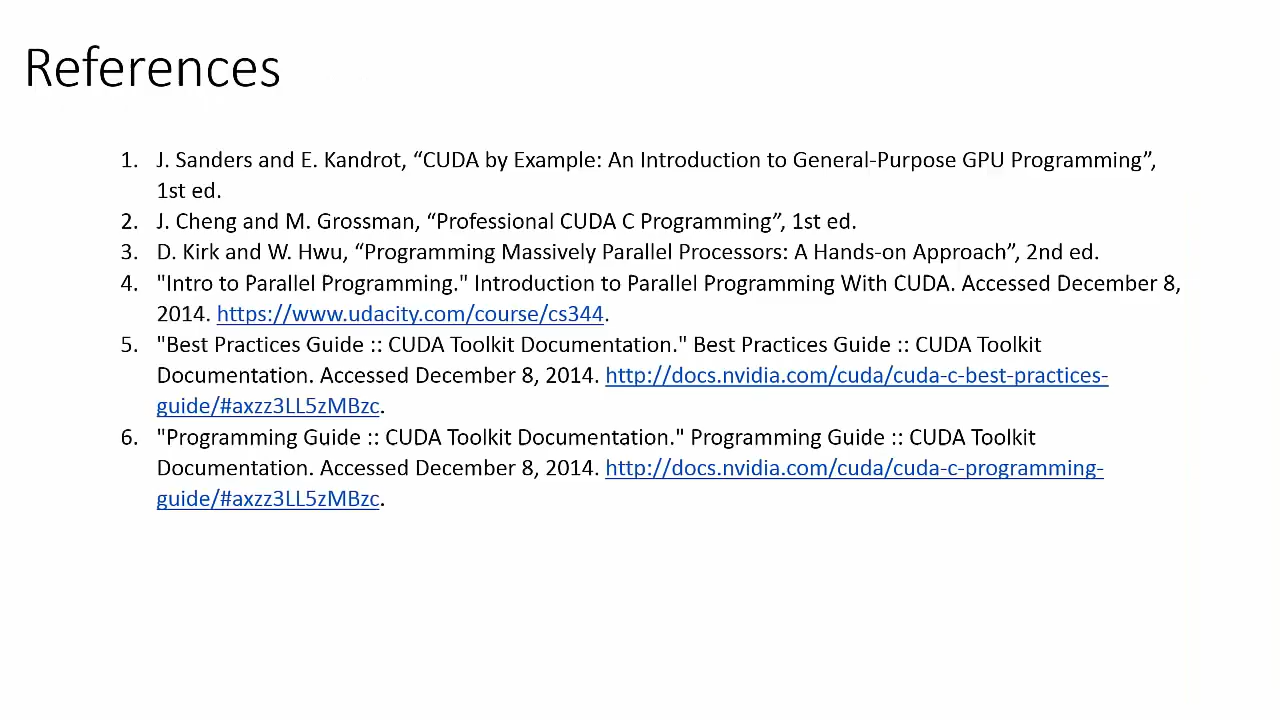 References
1. J. Sanders and E. Kandrot, “CUDA by Example: An Introduction to General-Purpose GPU Programming”,
1st ed.
2. J. Cheng and M. Grossman, “Professional CUDA C Programming”, 1st ed.
3. D. Kirk and W. Hwu, “Programming Massively Parallel Processors: A Hands-on Approach”, 2nd ed.
4. "Intro to Parallel Programming." Introduction to Parallel Programming With CUDA. Accessed December 8,
2014. https://www.udacity.com/course/cs344.
5. "Best Practices Guide :: CUDA Toolkit Documentation." Best Practices Guide :: CUDA Toolkit
Documentation. Accessed December 8, 2014. http://docs.nvidia.com/cuda/cuda-c-best-practices-
guide/#axzz3LL5zMBzc.
6. "Programming Guide :: CUDA Toolkit Documentation." Programming Guide :: CUDA Toolkit
Documentation. Accessed December 8, 2014. http://docs.nvidia.com/cuda/cuda-c-programming-
guide/#axzz3LL5zMBzc.